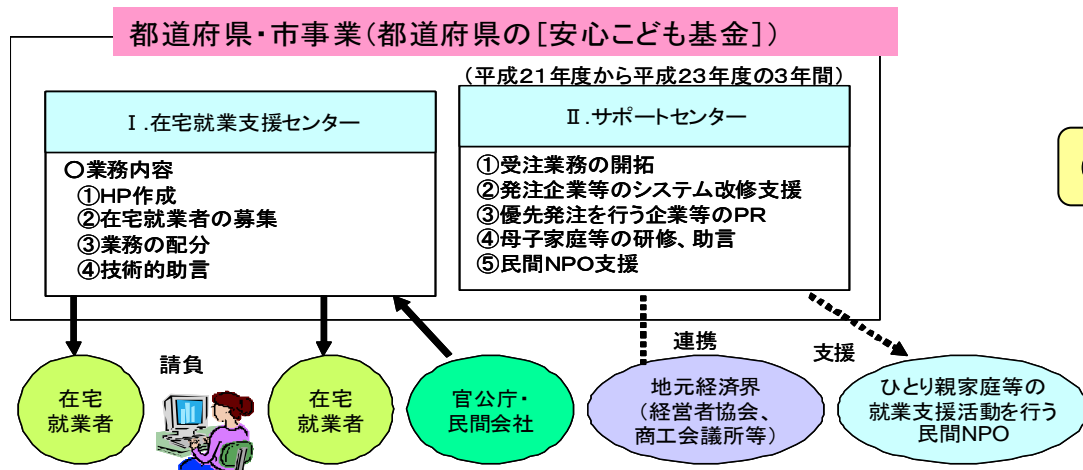 都道府県・市事業(都道府県の[安心こども基金])
(平成21年度から平成23年度の3年間)
Ⅰ.在宅就業支援センター
○業務内容
①HP作成
②在宅就業者の募集
③業務の配分
④技術的助言
Ⅱ.サポートセンター
①受注業務の開拓
②発注企業等のシステム改修支援
③優先発注を行う企業等のPR
④母子家庭等の研修、助言
⑤民間NPO支援
請負
連携
支援
在宅
就業者
在宅
就業者
官公庁・
民間会社
地元経済界
(経営者協会、
商工会議所等)
ひとり親家庭等の
就業支援活動を行う
民間NPO